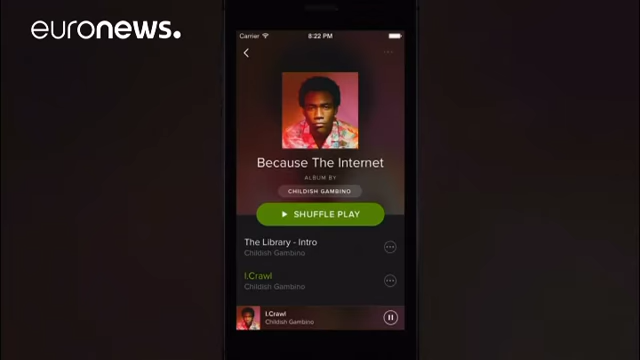 euronews.
Carrier 8:22 PM
Because The Internet
ALBUM BY
CHILDISH GAMBINO
SHUFFLE PLAY
The Library - Intro
Childish Gambino
I.Crawl
Childish Gambino
I.Crawl
Childish Gambino